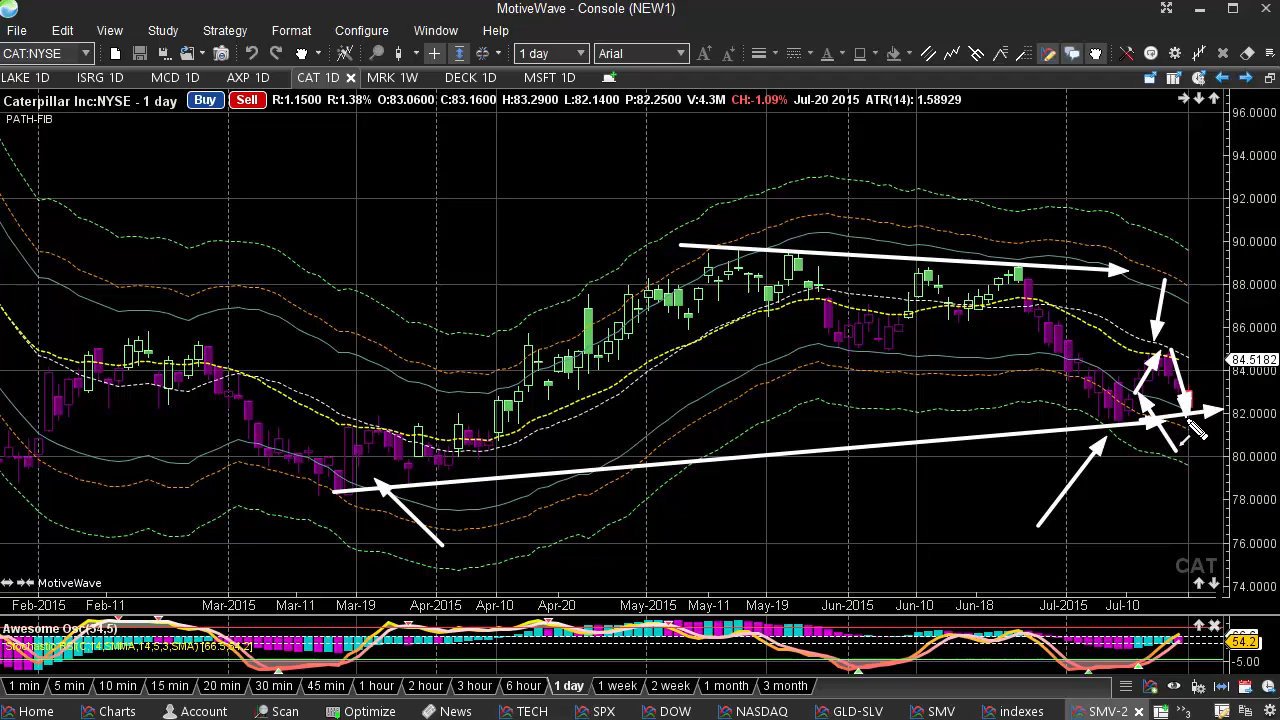 MotiveWave - Console (NEW1)
File Edit View Study Strategy Format Configure Window Help
CAT:NYSE 1 day Arial
LAKE 1D ISRG 1D MCD 1D AXP 1D CAT 1D MRK 1W DECK 1D MSFT 1D
Caterpillar Inc:NYSE - 1 day Buy Sell R:1.1500 R:1.38% O:83.0600 C:83.1600 H:83.2900 L:82.1400 P:82.2500 V:4.3M CH:-1.09% Jul-20 2015 ATR(14): 1.58929
PATH-FIB
96.0000
94.0000
92.0000
90.0000
88.0000
86.0000
84.5182
84.0000
82.0000
80.0000
78.0000
76.0000
74.0000
CAT
MotiveWave
Feb-2015 Feb-11 Mar-2015 Mar-11 Mar-19 Apr-2015 Apr-10 Apr-20 May-2015 May-11 May-19 Jun-2015 Jun-10 Jun-18 Jul-2015 Jul-10
Awesome Osc(34,5)
54.2
-5.00
1 min 5 min 10 min 15 min 20 min 30 min 45 min 1 hour 2 hour 3 hour 6 hour 1 day 1 week 2 week 1 month 3 month
Home Charts Account Scan Optimize News TECH SPX DOW NASDAQ GLD-SLV SMV indexes SMV-2